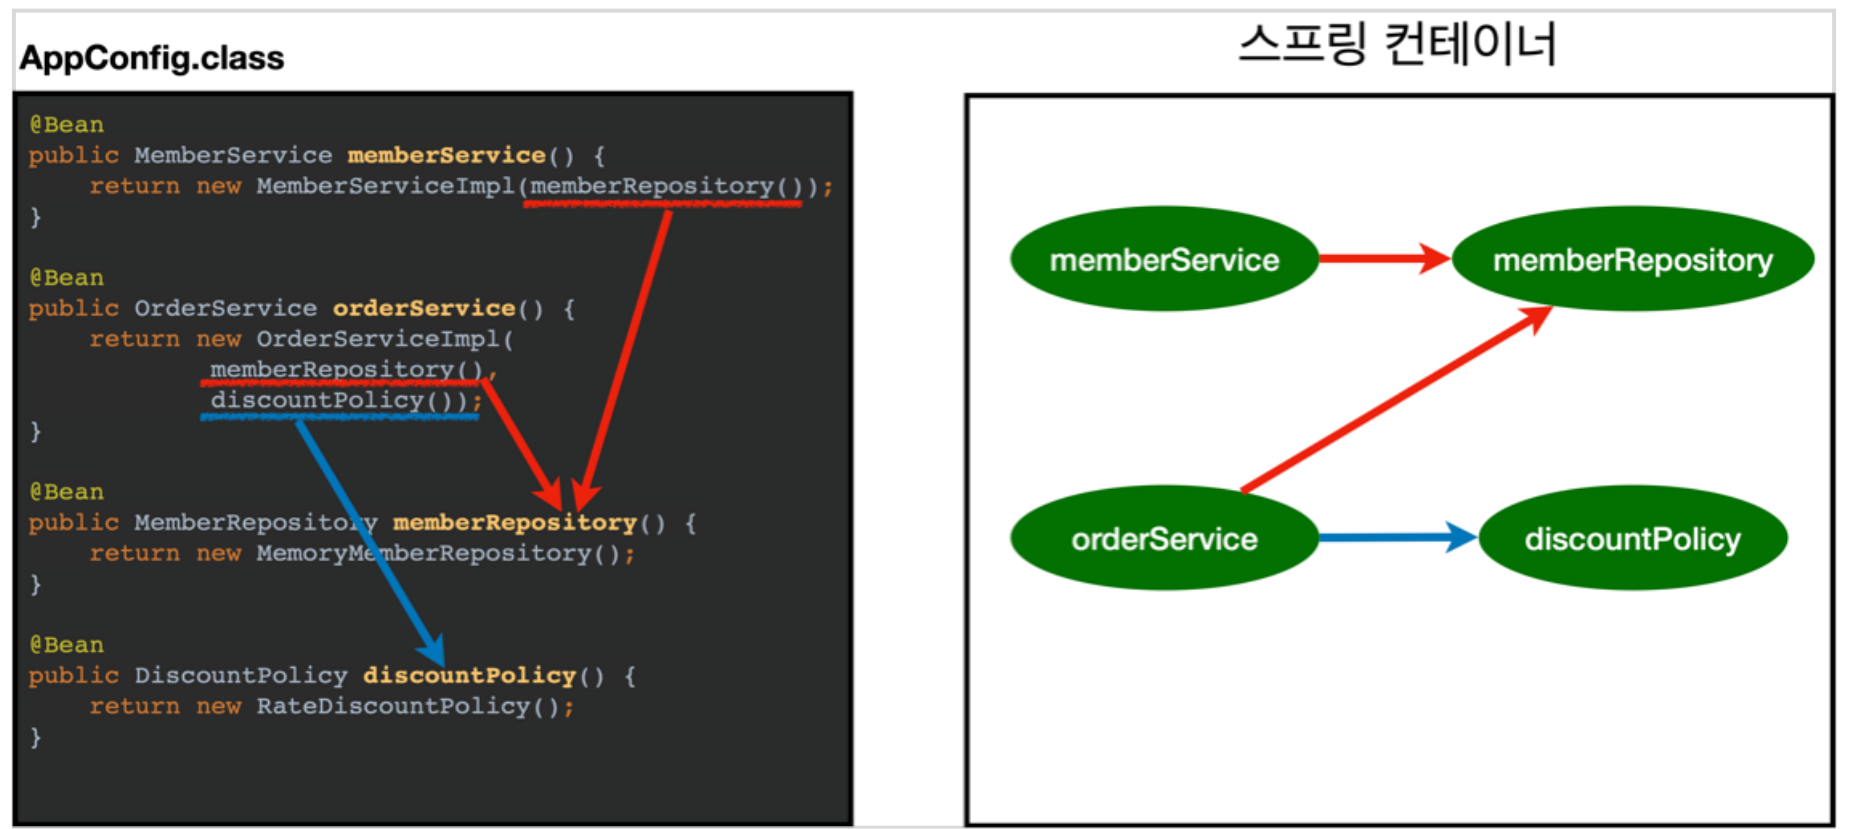 AppConfig.class
@Bean
public MemberService memberService() {
    return new MemberServiceImpl(memberRepository());
}
@Bean
public OrderService orderService() {
    return new OrderServiceImpl(
            memberRepository(),
            discountPolicy());
}
@Bean
public MemberRepository memberRepository() {
    return new MemoryMemberRepository();
}
@Bean
public DiscountPolicy discountPolicy() {
    return new RateDiscountPolicy();
}
스프링 컨테이너
memberService
memberRepository
orderService
discountPolicy